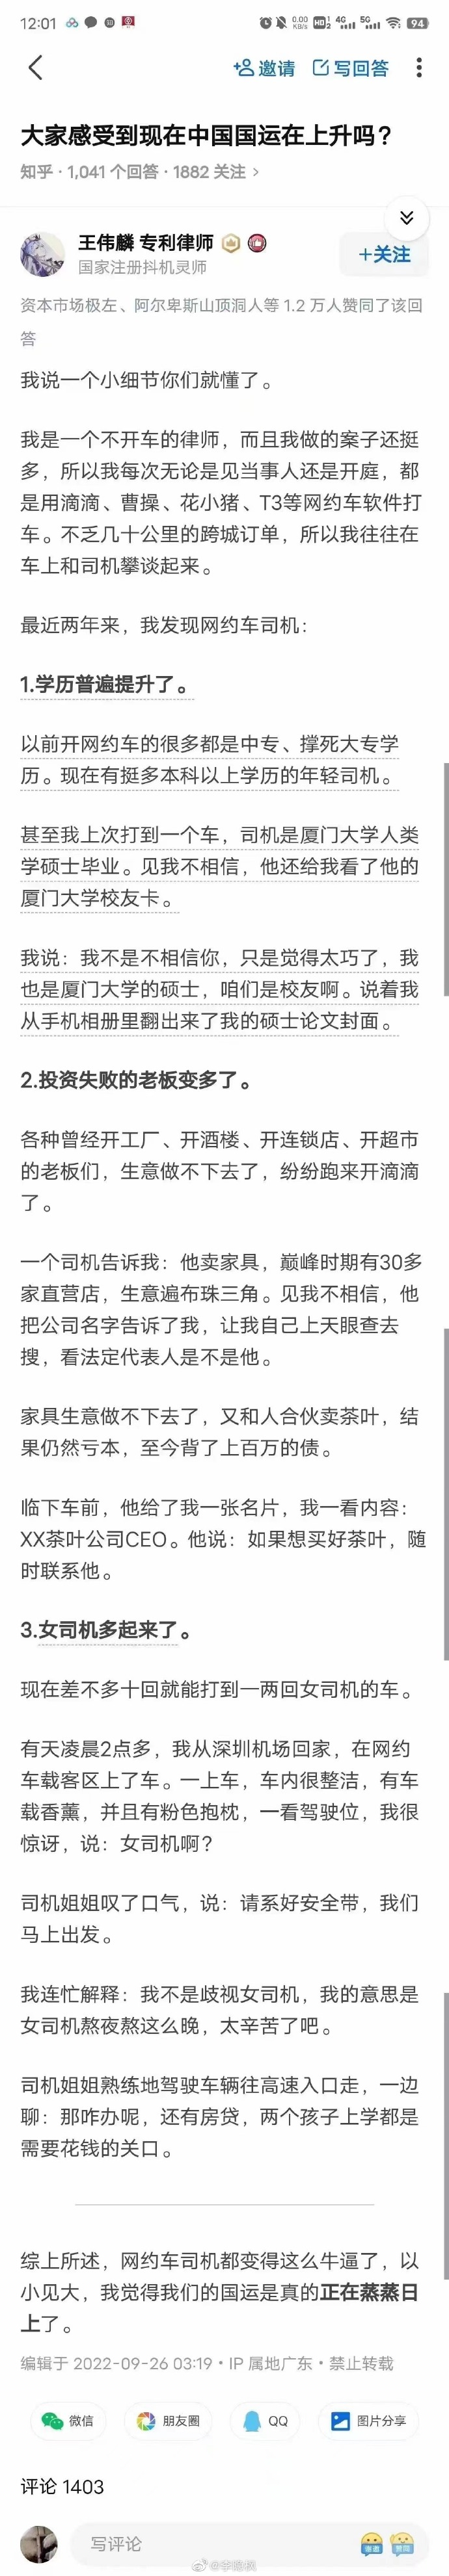 12:01
0.00 KB/s HD 1 2 4G 5G 94
邀请 写回答
大家感受到现在中国国运在上升吗?
知乎 · 1,041 个回答 · 1882 关注 >
王伟麟 专利律师
+关注
国家注册抖机灵师
资本市场极左、阿尔卑斯山顶洞人等 1.2 万人赞同了该回
答
我说一个小细节你们就懂了。
我是一个不开车的律师,而且我做的案子还挺
多,所以我每次无论是见当事人还是开庭,都
是用滴滴、曹操、花小猪、T3等网约车软件打
车。不乏几十公里的跨城订单,所以我往往在
车上和司机攀谈起来。
最近两年来,我发现网约车司机:
1.学历普遍提升了。
以前开网约车的很多都是中专、撑死大专学
历。现在有挺多本科以上学历的年轻司机。
甚至我上次打到一个车,司机是厦门大学人类
学硕士毕业。见我不相信,他还给我看了他的
厦门大学校友卡。
我说:我不是不相信你,只是觉得太巧了,我
也是厦门大学的硕士,咱们是校友啊。说着我
从手机相册里翻出来了我的硕士论文封面。
2.投资失败的老板变多了。
各种曾经开工厂、开酒楼、开连锁店、开超市
的老板们,生意做不下去了,纷纷跑来开滴滴
了。
一个司机告诉我:他卖家具,巅峰时期有30多
家直营店,生意遍布珠三角。见我不相信,他
把公司名字告诉了我,让我自己上天眼查去
搜,看法定代表人是不是他。
家具生意做不下去了,又和人合伙卖茶叶,结
果仍然亏本,至今背了上百万的债。
临下车前,他给了我一张名片,我一看内容:
XX茶叶公司CEO。他说:如果想买好茶叶,随
时联系他。
3.女司机多起来了。
现在差不多十回就能打到一两回女司机的车。
有天凌晨2点多,我从深圳机场回家,在网约
车载客区上了车。一上车,车内很整洁,有车
载香薰,并且有粉色抱枕,一看驾驶位,我很
惊讶,说:女司机啊?
司机姐姐叹了口气,说:请系好安全带,我们
马上出发。
我连忙解释:我不是歧视女司机,我的意思是
女司机熬夜熬这么晚,太辛苦了吧。
司机姐姐熟练地驾驶车辆往高速入口走,一边
聊:那咋办呢,还有房贷,两个孩子上学都是
需要花钱的关口。
综上所述,网约车司机都变得这么牛逼了,以
小见大,我觉得我们的国运是真的正在蒸蒸日
上了。
编辑于 2022-09-26 03:19 · IP 属地广东 · 禁止转载
微信 朋友圈 QQ 图片分享
评论 1403
写评论